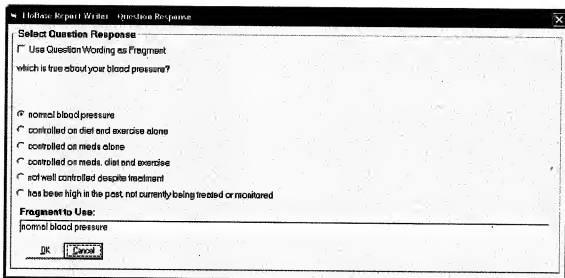 HxBase Report Writer - Question Response
Select Question Response
Use Question Wording as Fragment
which is true about your blood pressure?
normal blood pressure
controlled on diet and exercise alone
controlled on meds alone
controlled on meds, diet and exercise
not well controlled despite treatment
has been high in the past, not currently being treated or monitored
Fragment to Use:
normal blood pressure
OK Cancel